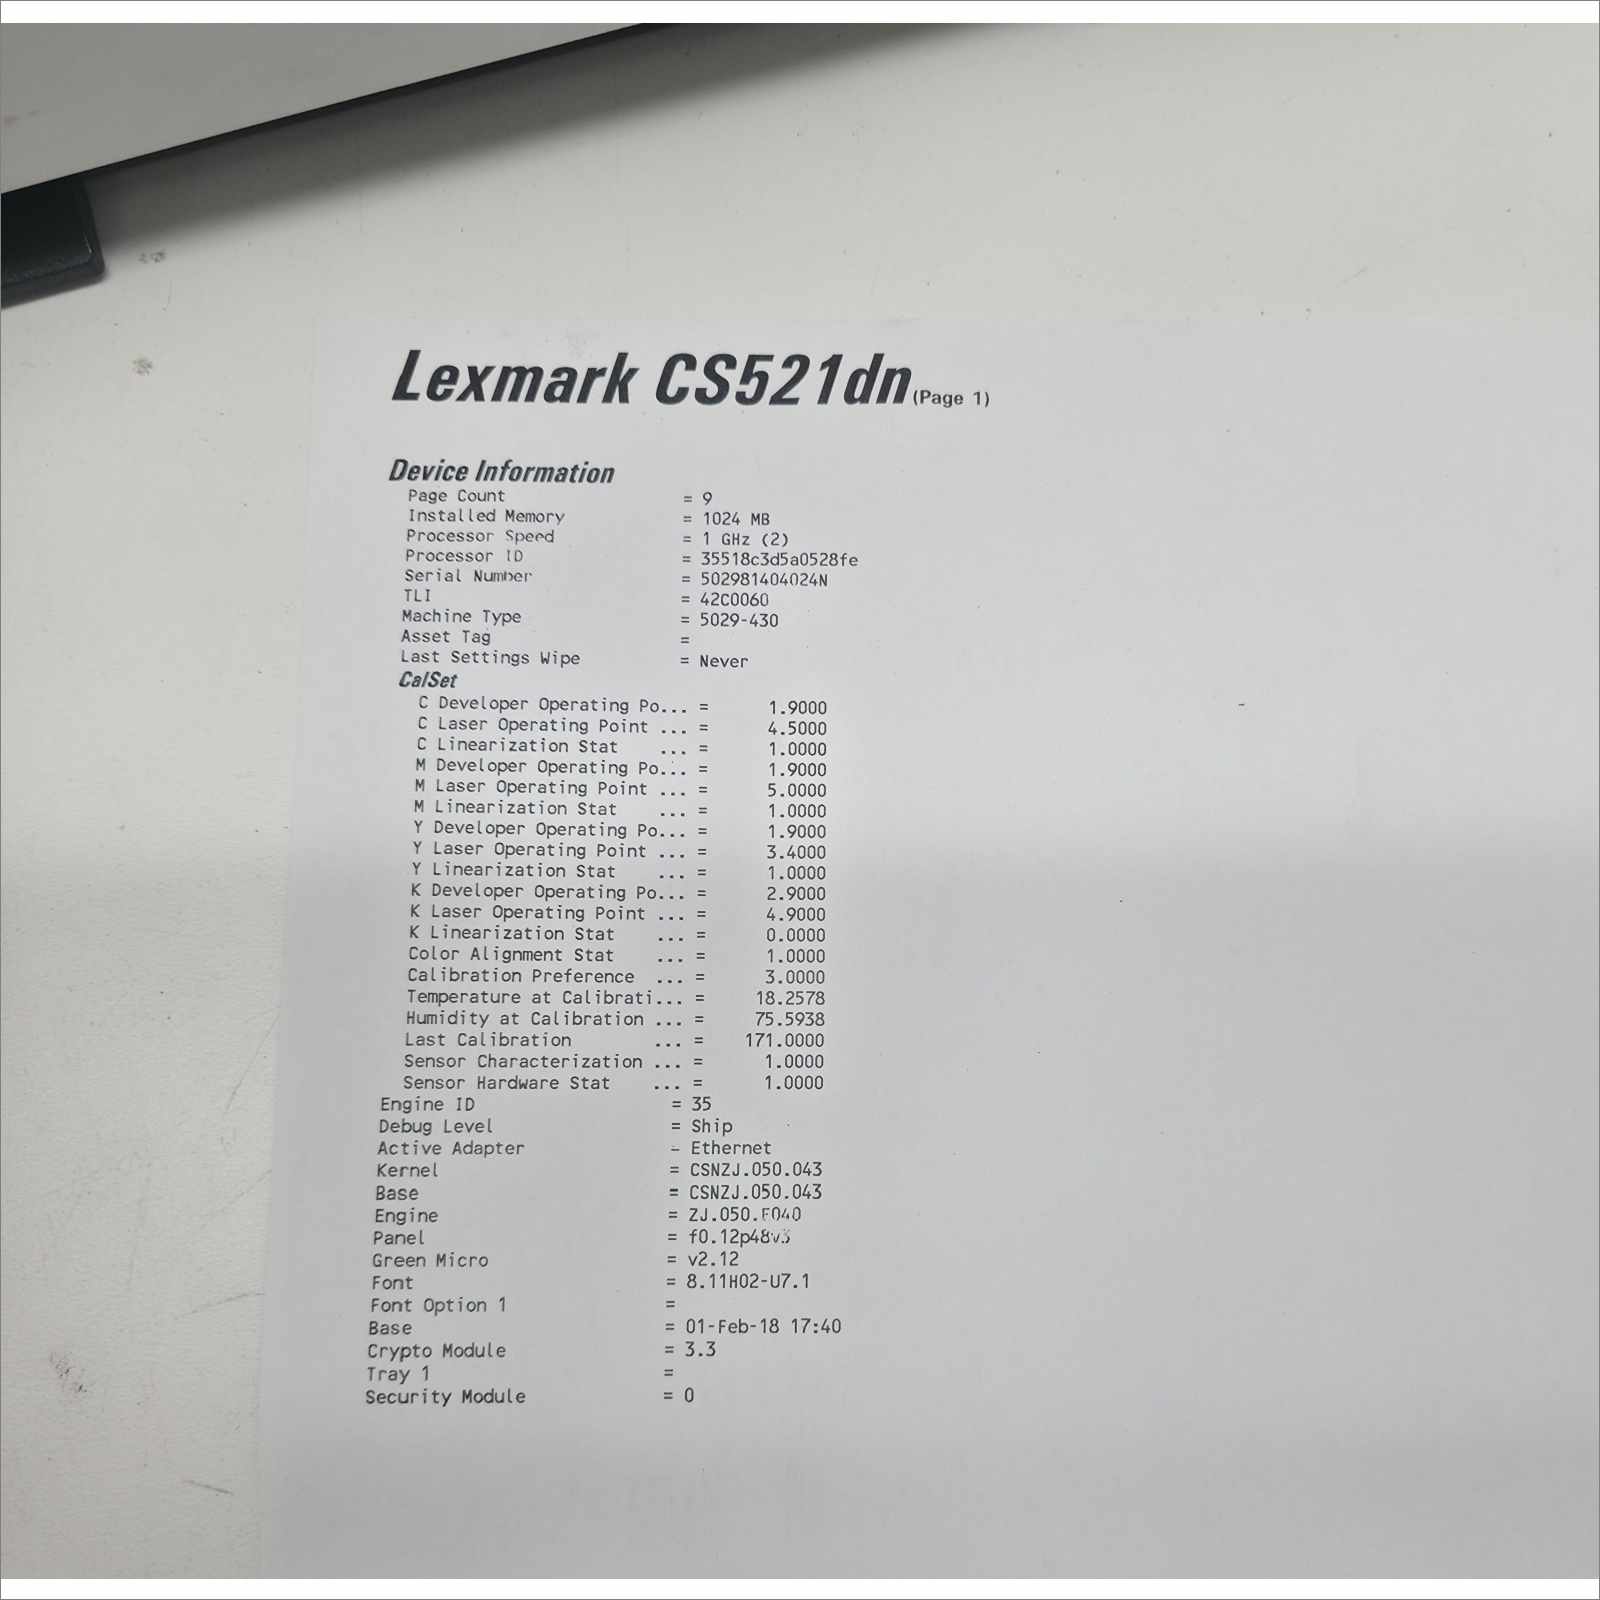 Lexmark CS521dn (Page 1)
Device Information
Page Count = 9
Installed Memory = 1024 MB
Processor Speed = 1 GHz (2)
Processor ID = 35518c3d5a0528fe
Serial Number = 502981404024N
TLI = 42C0060
Machine Type = 5029-430
Asset Tag =
Last Settings Wipe = Never
CalSet
C Developer Operating Po... = 1.9000
C Laser Operating Point ... = 4.5000
C Linearization Stat ... = 1.0000
M Developer Operating Po... = 1.9000
M Laser Operating Point ... = 5.0000
M Linearization Stat ... = 1.0000
Y Developer Operating Po... = 1.9000
Y Laser Operating Point ... = 3.4000
Y Linearization Stat ... = 1.0000
K Developer Operating Po... = 2.9000
K Laser Operating Point ... = 4.9000
K Linearization Stat ... = 0.0000
Color Alignment Stat ... = 1.0000
Calibration Preference ... = 3.0000
Temperature at Calibrati... = 18.2578
Humidity at Calibration ... = 75.5938
Last Calibration ... = 171.0000
Sensor Characterization ... = 1.0000
Sensor Hardware Stat ... = 1.0000
Engine ID = 35
Debug Level = Ship
Active Adapter = Ethernet
Kernel = CSNZJ.050.043
Base = CSNZJ.050.043
Engine = ZJ.050.E040
Panel = f0.12p48v3
Green Micro = v2.12
Font = 8.11H02-U7.1
Font Option 1 =
Base = 01-Feb-18 17:40
Crypto Module = 3.3
Tray 1 =
Security Module = 0